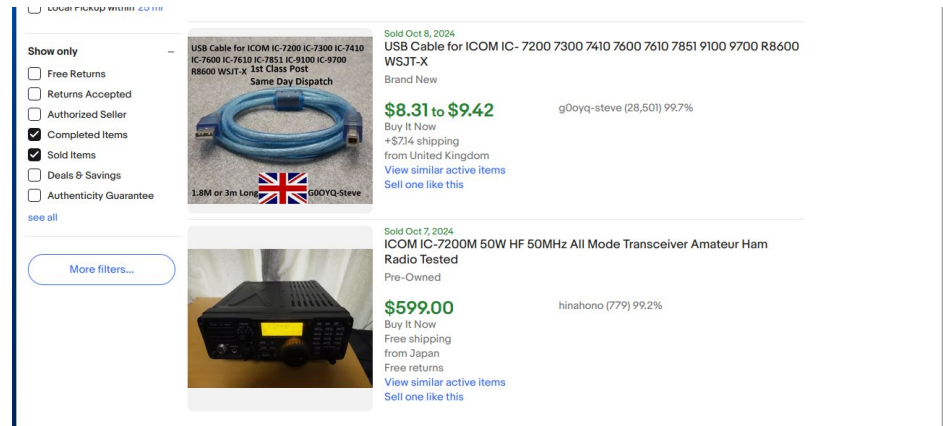 Local Pickup within 25 mi
Show only
Free Returns
Returns Accepted
Authorized Seller
Completed Items
Sold Items
Deals & Savings
Authenticity Guarantee
see all
More filters...
USB Cable for ICOM IC-7200 IC-7300 IC-7410
IC-7600 IC-7610 IC-7851 IC-9100 IC-9700
R8600 WSJT-X 1st Class Post
Same Day Dispatch
1.8M or 3m Long
G0OYQ-Steve
Sold Oct 8, 2024
USB Cable for ICOM IC- 7200 7300 7410 7600 7610 7851 9100 9700 R8600
WSJT-X
Brand New
$8.31 to $9.42
Buy It Now
+$7.14 shipping
from United Kingdom
View similar active items
Sell one like this
g0oyq-steve (28,501) 99.7%
Sold Oct 7, 2024
ICOM IC-7200M 50W HF 50MHz All Mode Transceiver Amateur Ham
Radio Tested
Pre-Owned
$599.00
Buy It Now
Free shipping
from Japan
Free returns
View similar active items
Sell one like this
hinahono (779) 99.2%